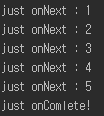 just onNext : 1
just onNext : 2
just onNext : 3
just onNext : 4
just onNext : 5
just onComlete!